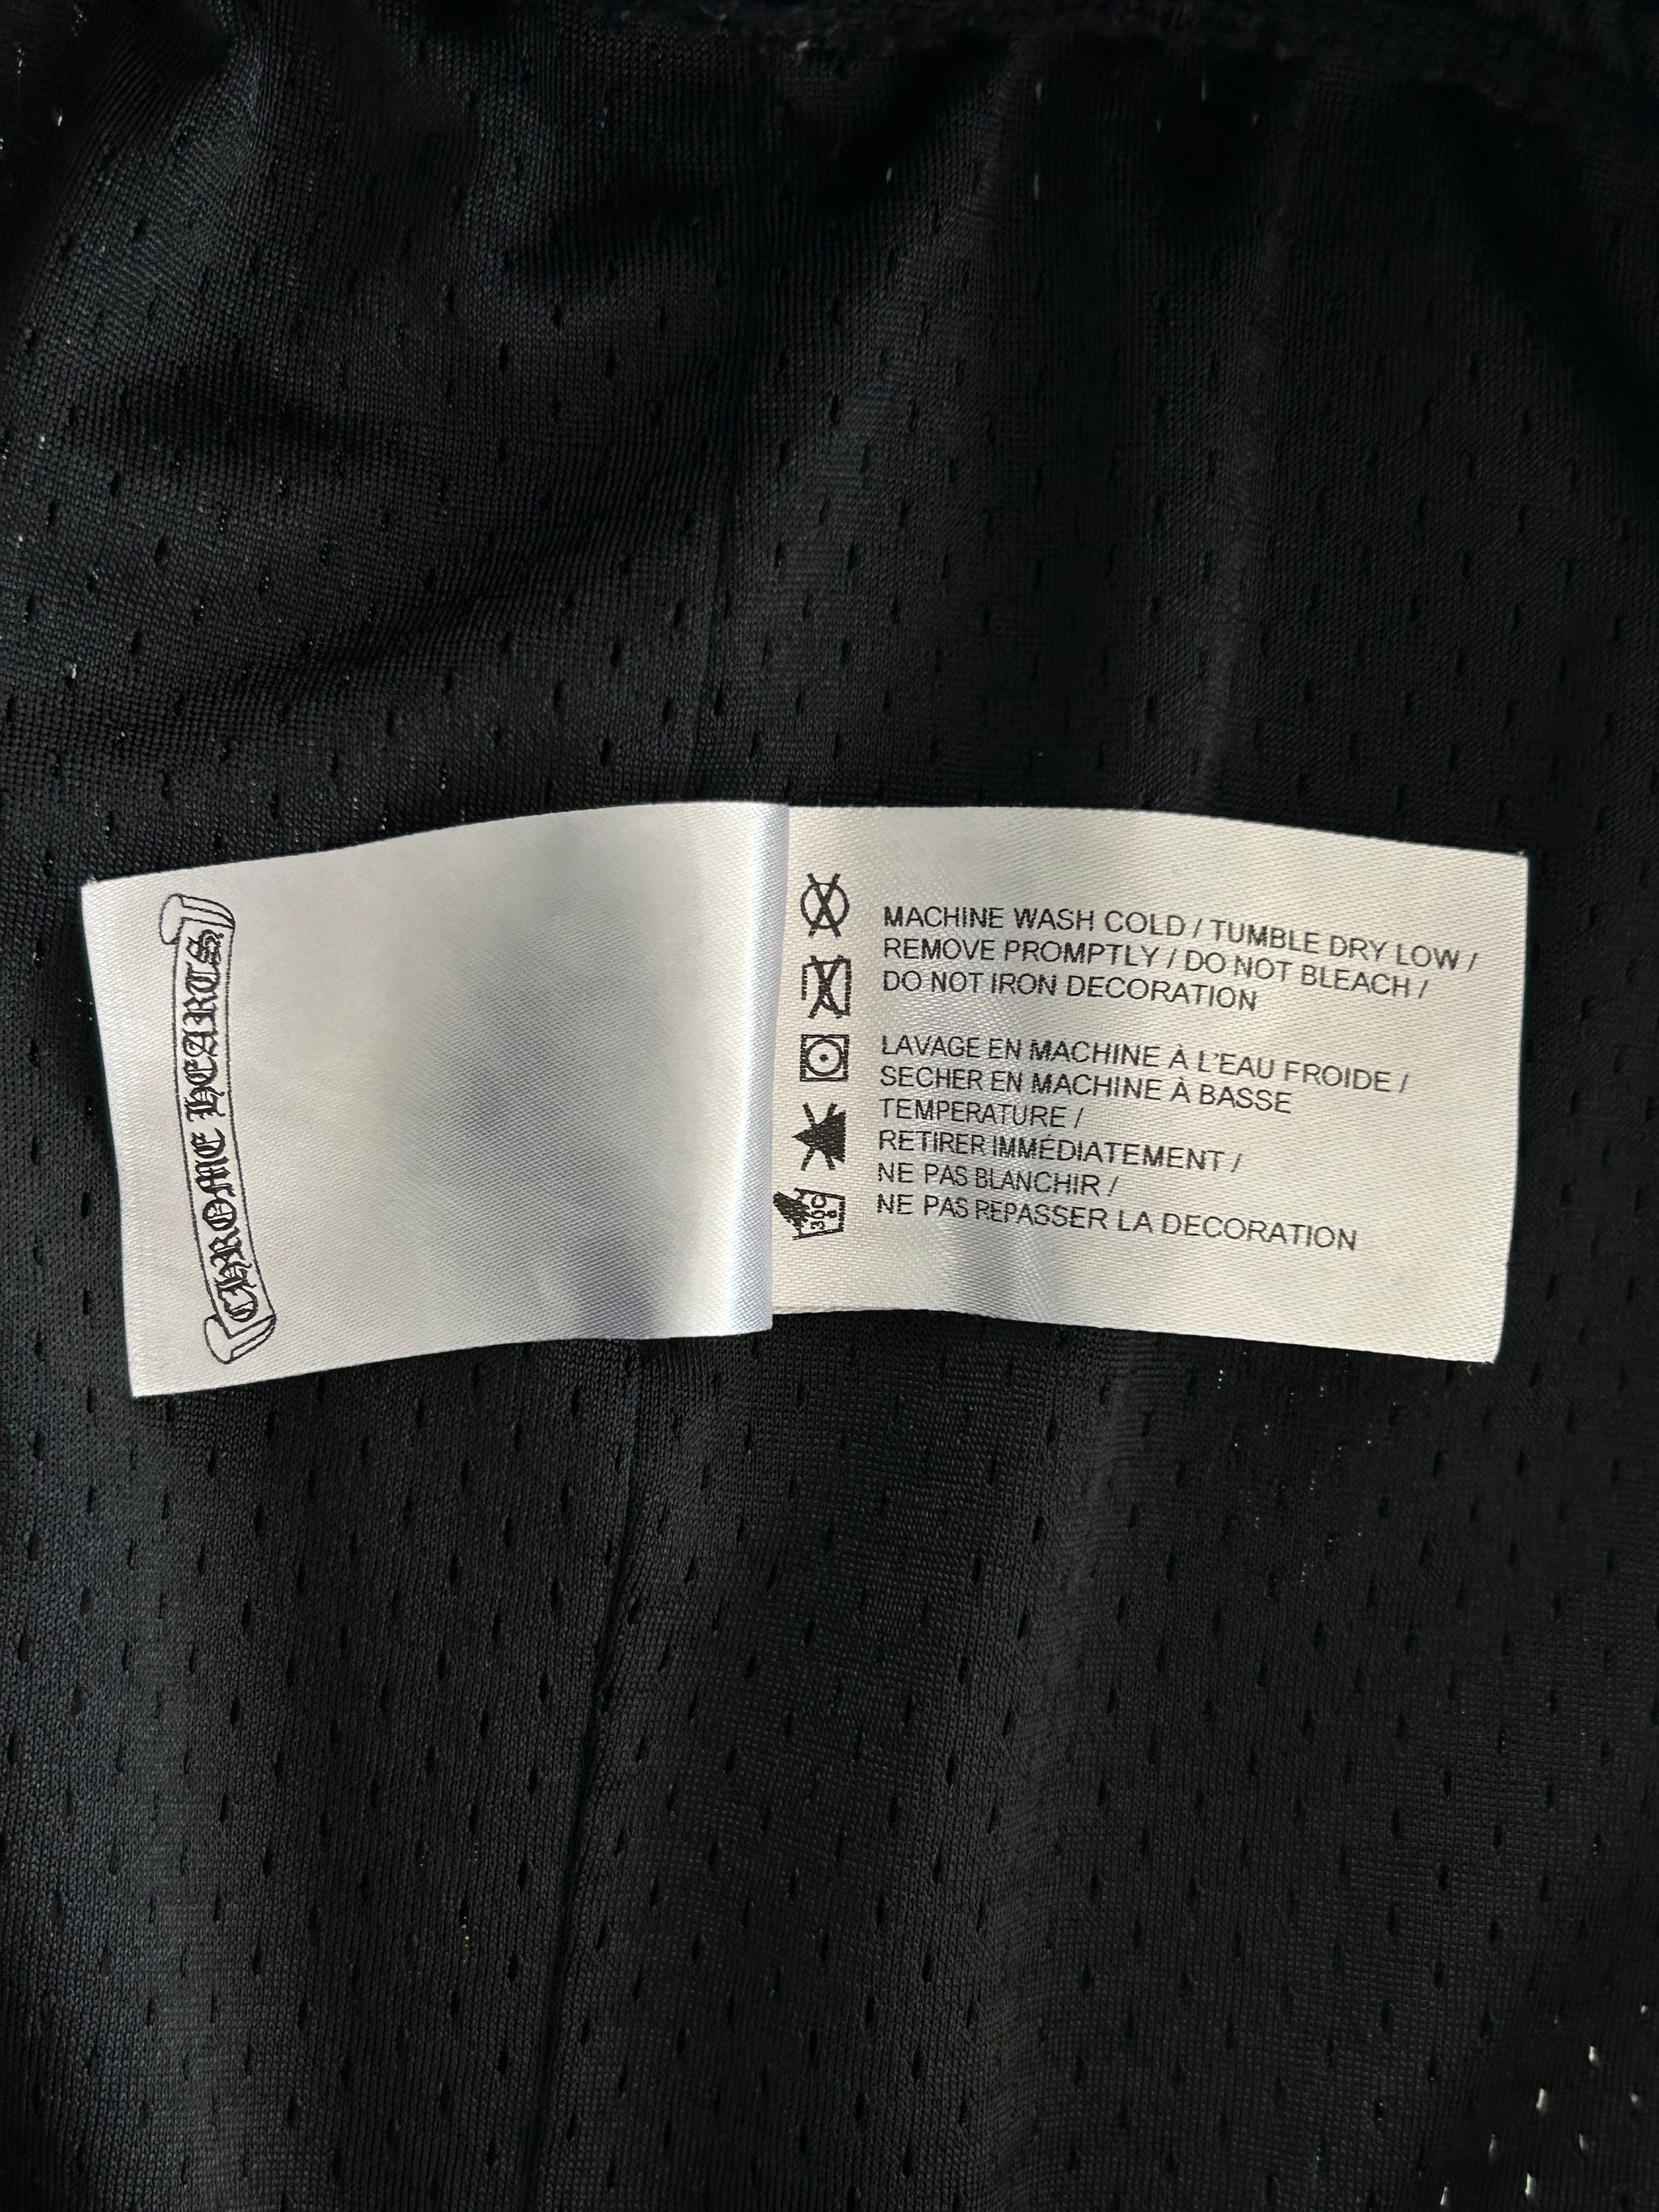 CHROME HEARTS
MACHINE WASH COLD / TUMBLE DRY LOW /
REMOVE PROMPTLY / DO NOT BLEACH /
DO NOT IRON DECORATION
LAVAGE EN MACHINE À L'EAU FROIDE /
SECHER EN MACHINE À BASSE
TEMPERATURE /
RETIRER IMMÉDIATEMENT /
NE PAS BLANCHIR /
NE PAS REPASSER LA DECORATION
30C